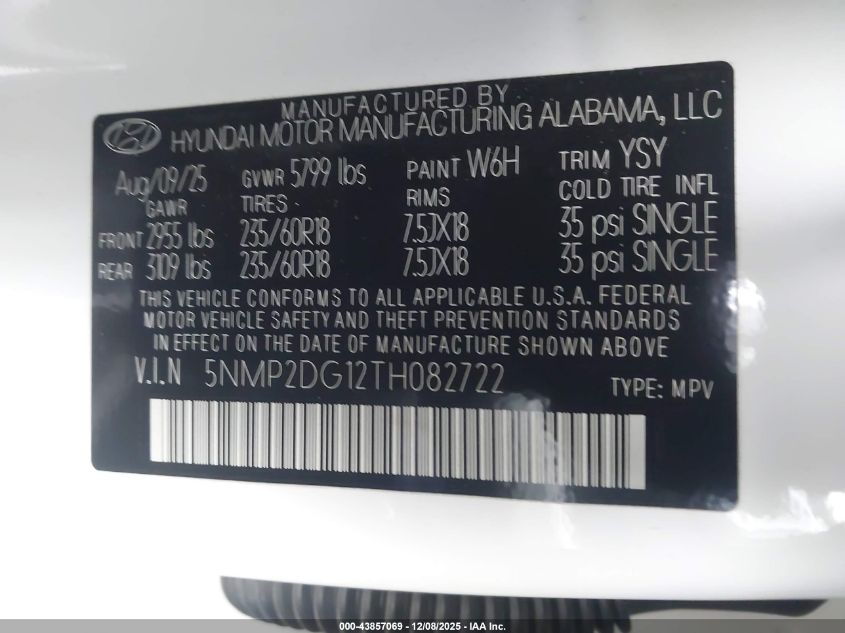 MANUFACTURED BY
HYUNDAI MOTOR MANUFACTURING ALABAMA, LLC
Aug/09/25 GVWR 5799 lbs PAINT W6H TRIM YSY
GAWR TIRES RIMS COLD TIRE INFL
FRONT 2955 lbs 235/60R18 7.5JX18 35 psi SINGLE
REAR 3109 lbs 235/60R18 7.5JX18 35 psi SINGLE
THIS VEHICLE CONFORMS TO ALL APPLICABLE U.S.A. FEDERAL
MOTOR VEHICLE SAFETY AND THEFT PREVENTION STANDARDS
IN EFFECT ON THE DATE OF MANUFACTURE SHOWN ABOVE
V.I.N 5NMP2DG12TH082722 TYPE: MPV
000-43857069 - 12/08/2025 - IAA Inc.